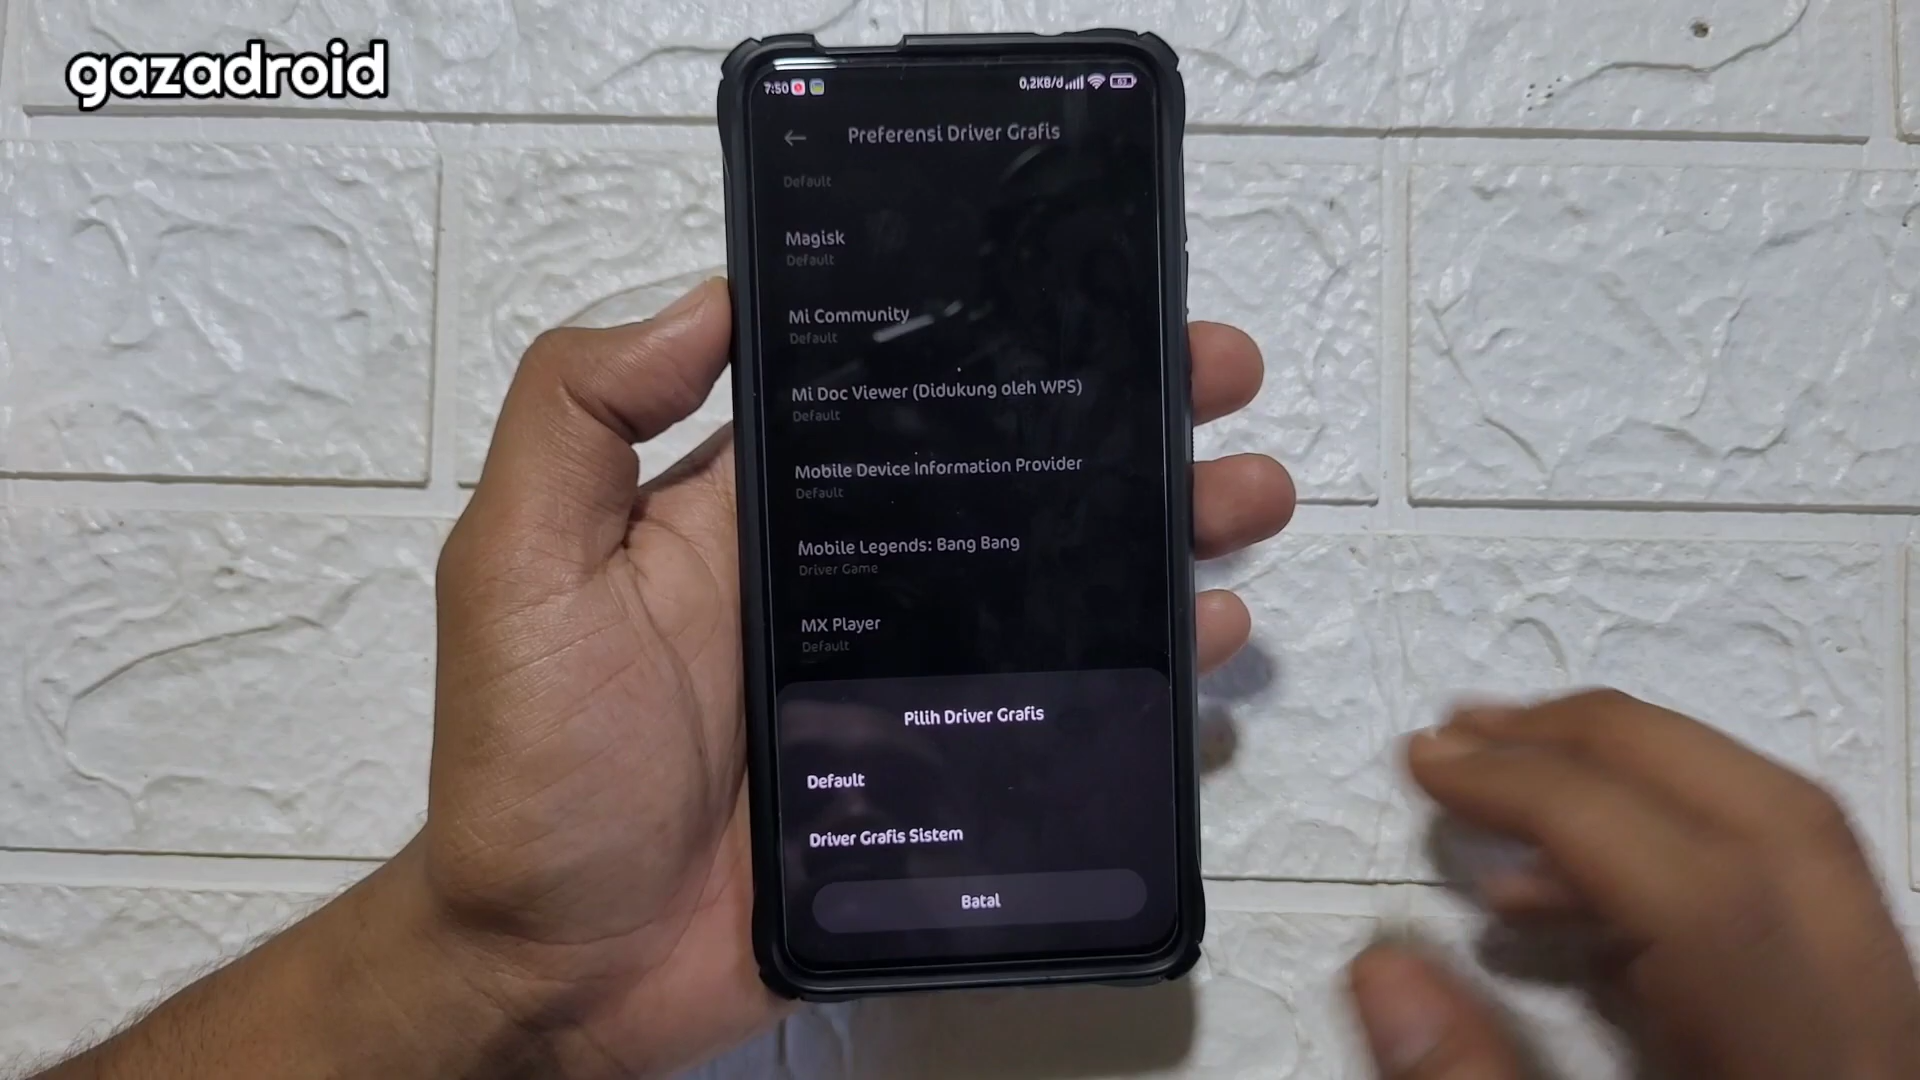 gazadroid
7:50
0,2KB/d
63
Preferensi Driver Grafis
Default
Magisk
Default
Mi Community
Default
Mi Doc Viewer (Didukung oleh WPS)
Default
Mobile Device Information Provider
Default
Mobile Legends: Bang Bang
Driver Game
MX Player
Default
Pilih Driver Grafis
Default
Driver Grafis Sistem
Batal